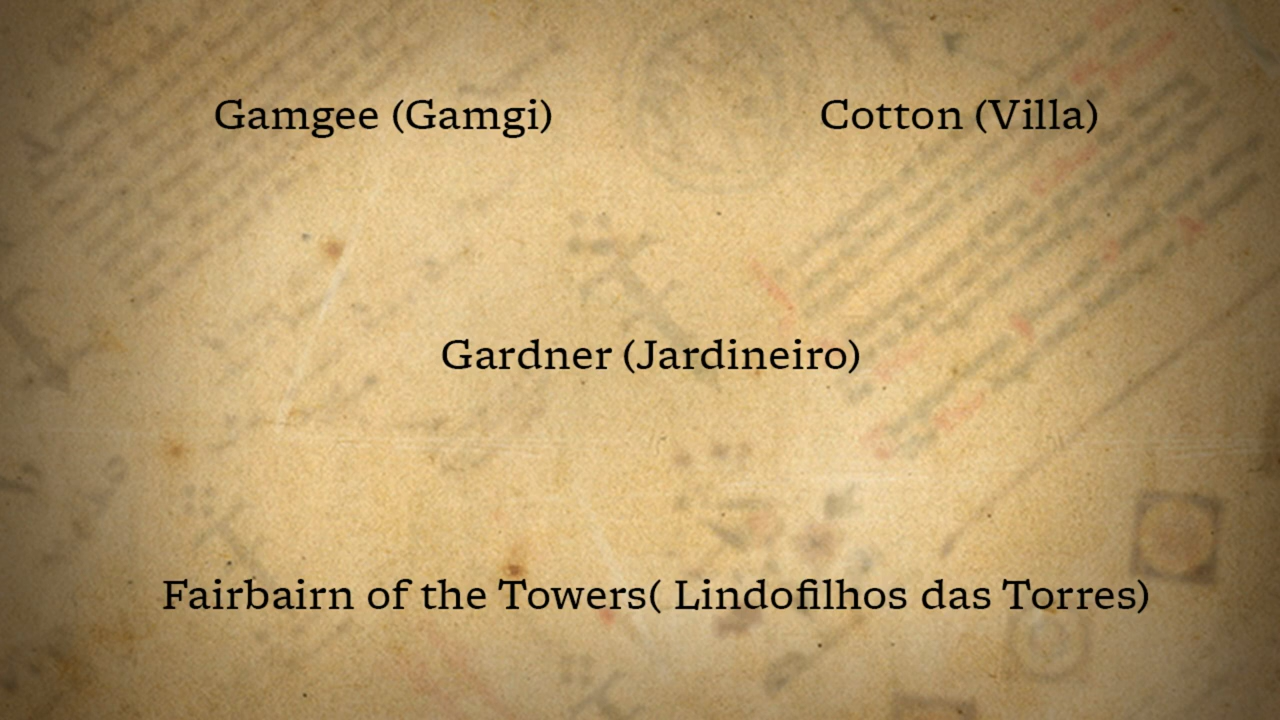 Gamgee (Gamgi)
Cotton (Villa)
Gardner (Jardineiro)
Fairbairn of the Towers( Lindofilhos das Torres)